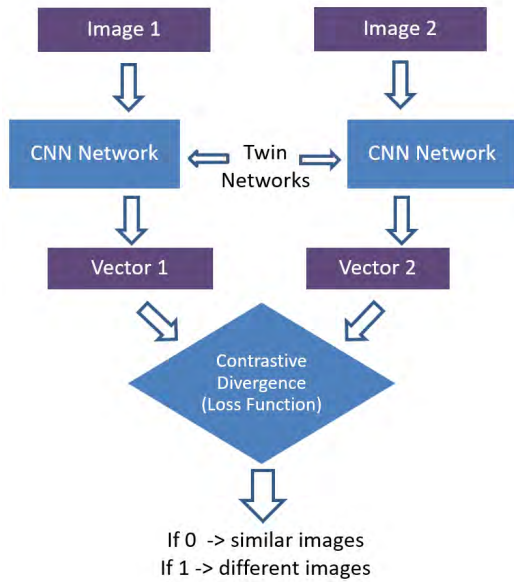 Image 1
Image 2
CNN Network
Twin
Networks
CNN Network
Vector 1
Vector 2
Contrastive
Divergence
(Loss Function)
If 0 -> similar images
If 1 -> different images